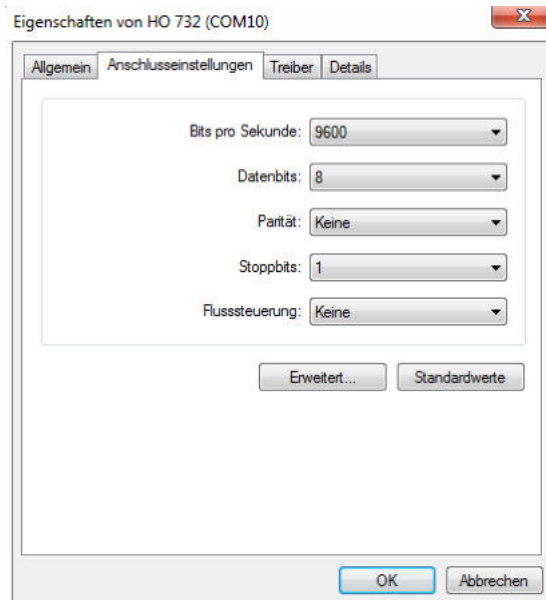 Eigenschaften von HO 732 (COM10)
Allgemein Anschlusseinstellungen Treiber Details
Bits pro Sekunde: 9600
Datenbits: 8
Parität: Keine
Stoppbits: 1
Flusssteuerung: Keine
Erweitert... Standardwerte
OK Abbrechen